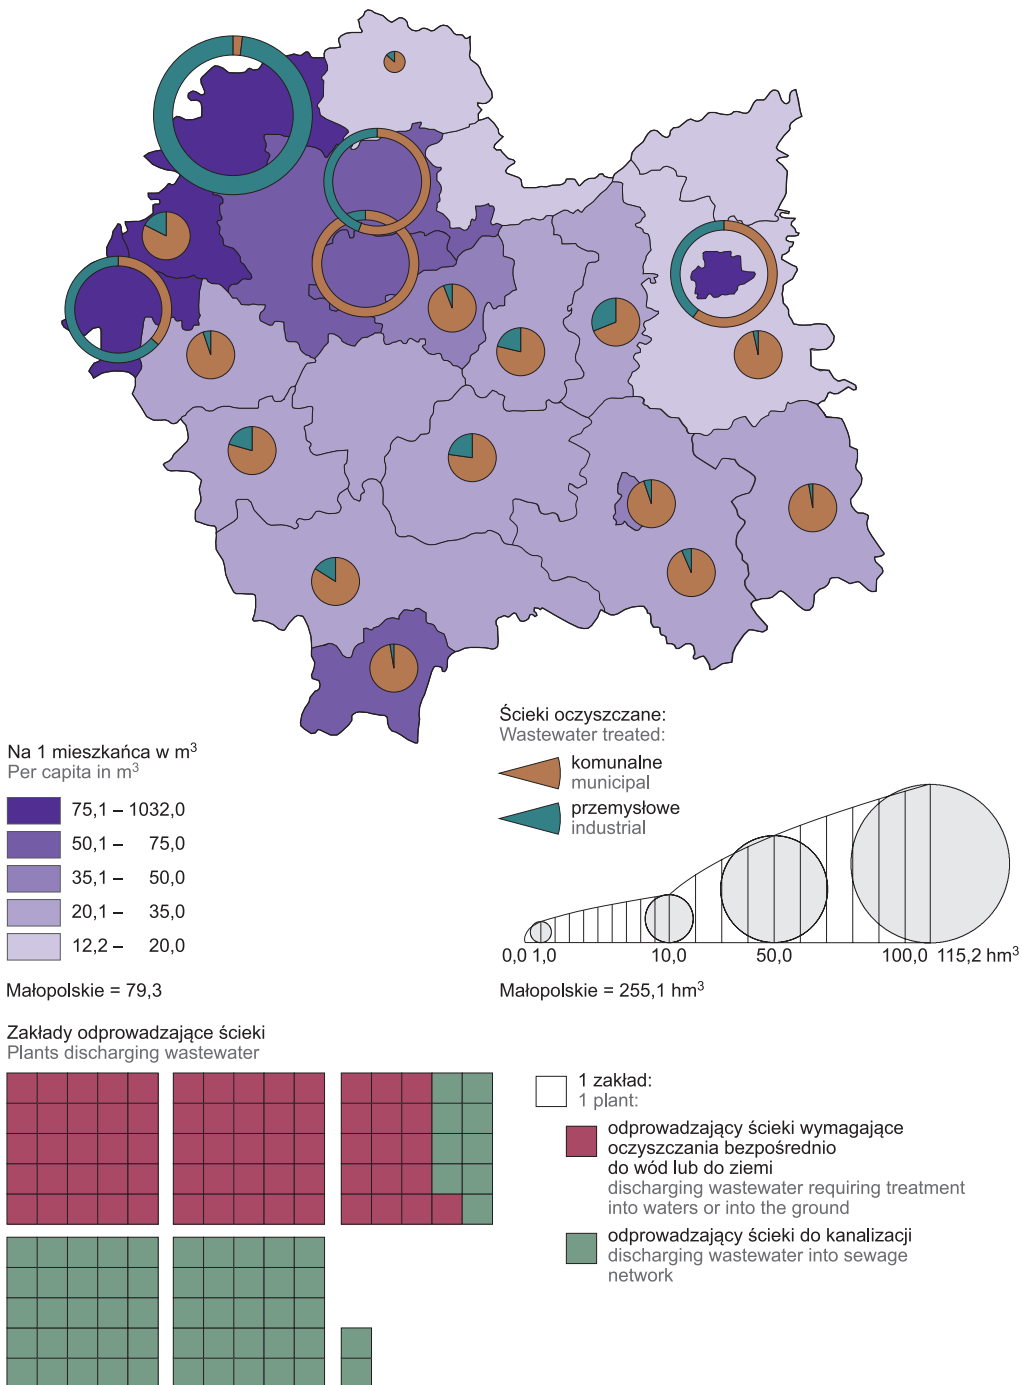 Na 1 mieszkańca w m³
Per capita in m³
75,1 – 1032,0
50,1 – 75,0
35,1 – 50,0
20,1 – 35,0
12,2 – 20,0
Małopolskie = 79,3
Ścieki oczyszczane:
Wastewater treated:
komunalne
municipal
przemysłowe
industrial
0,0 1,0 10,0 50,0 100,0 115,2 hm³
Małopolskie = 255,1 hm³
Zakłady odprowadzające ścieki
Plants discharging wastewater
1 zakład:
1 plant:
odprowadzający ścieki wymagające
oczyszczania bezpośrednio
do wód lub do ziemi
discharging wastewater requiring treatment
into waters or into the ground
odprowadzający ścieki do kanalizacji
discharging wastewater into sewage
network